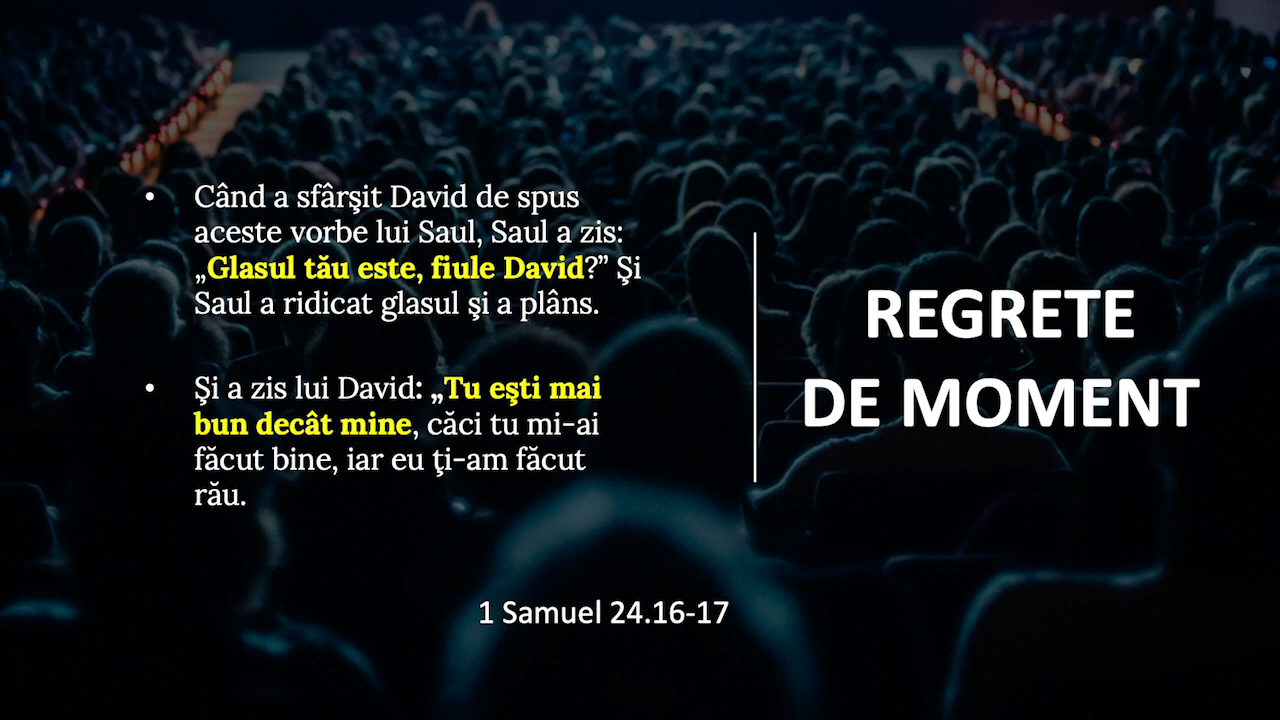 • Când a sfârşit David de spus
aceste vorbe lui Saul, Saul a zis:
„Glasul tău este, fiule David?” Şi
Saul a ridicat glasul şi a plâns.
• Şi a zis lui David: „Tu eşti mai
bun decât mine, căci tu mi-ai
făcut bine, iar eu ţi-am făcut
rău.
1 Samuel 24.16-17
REGRETE
DE MOMENT